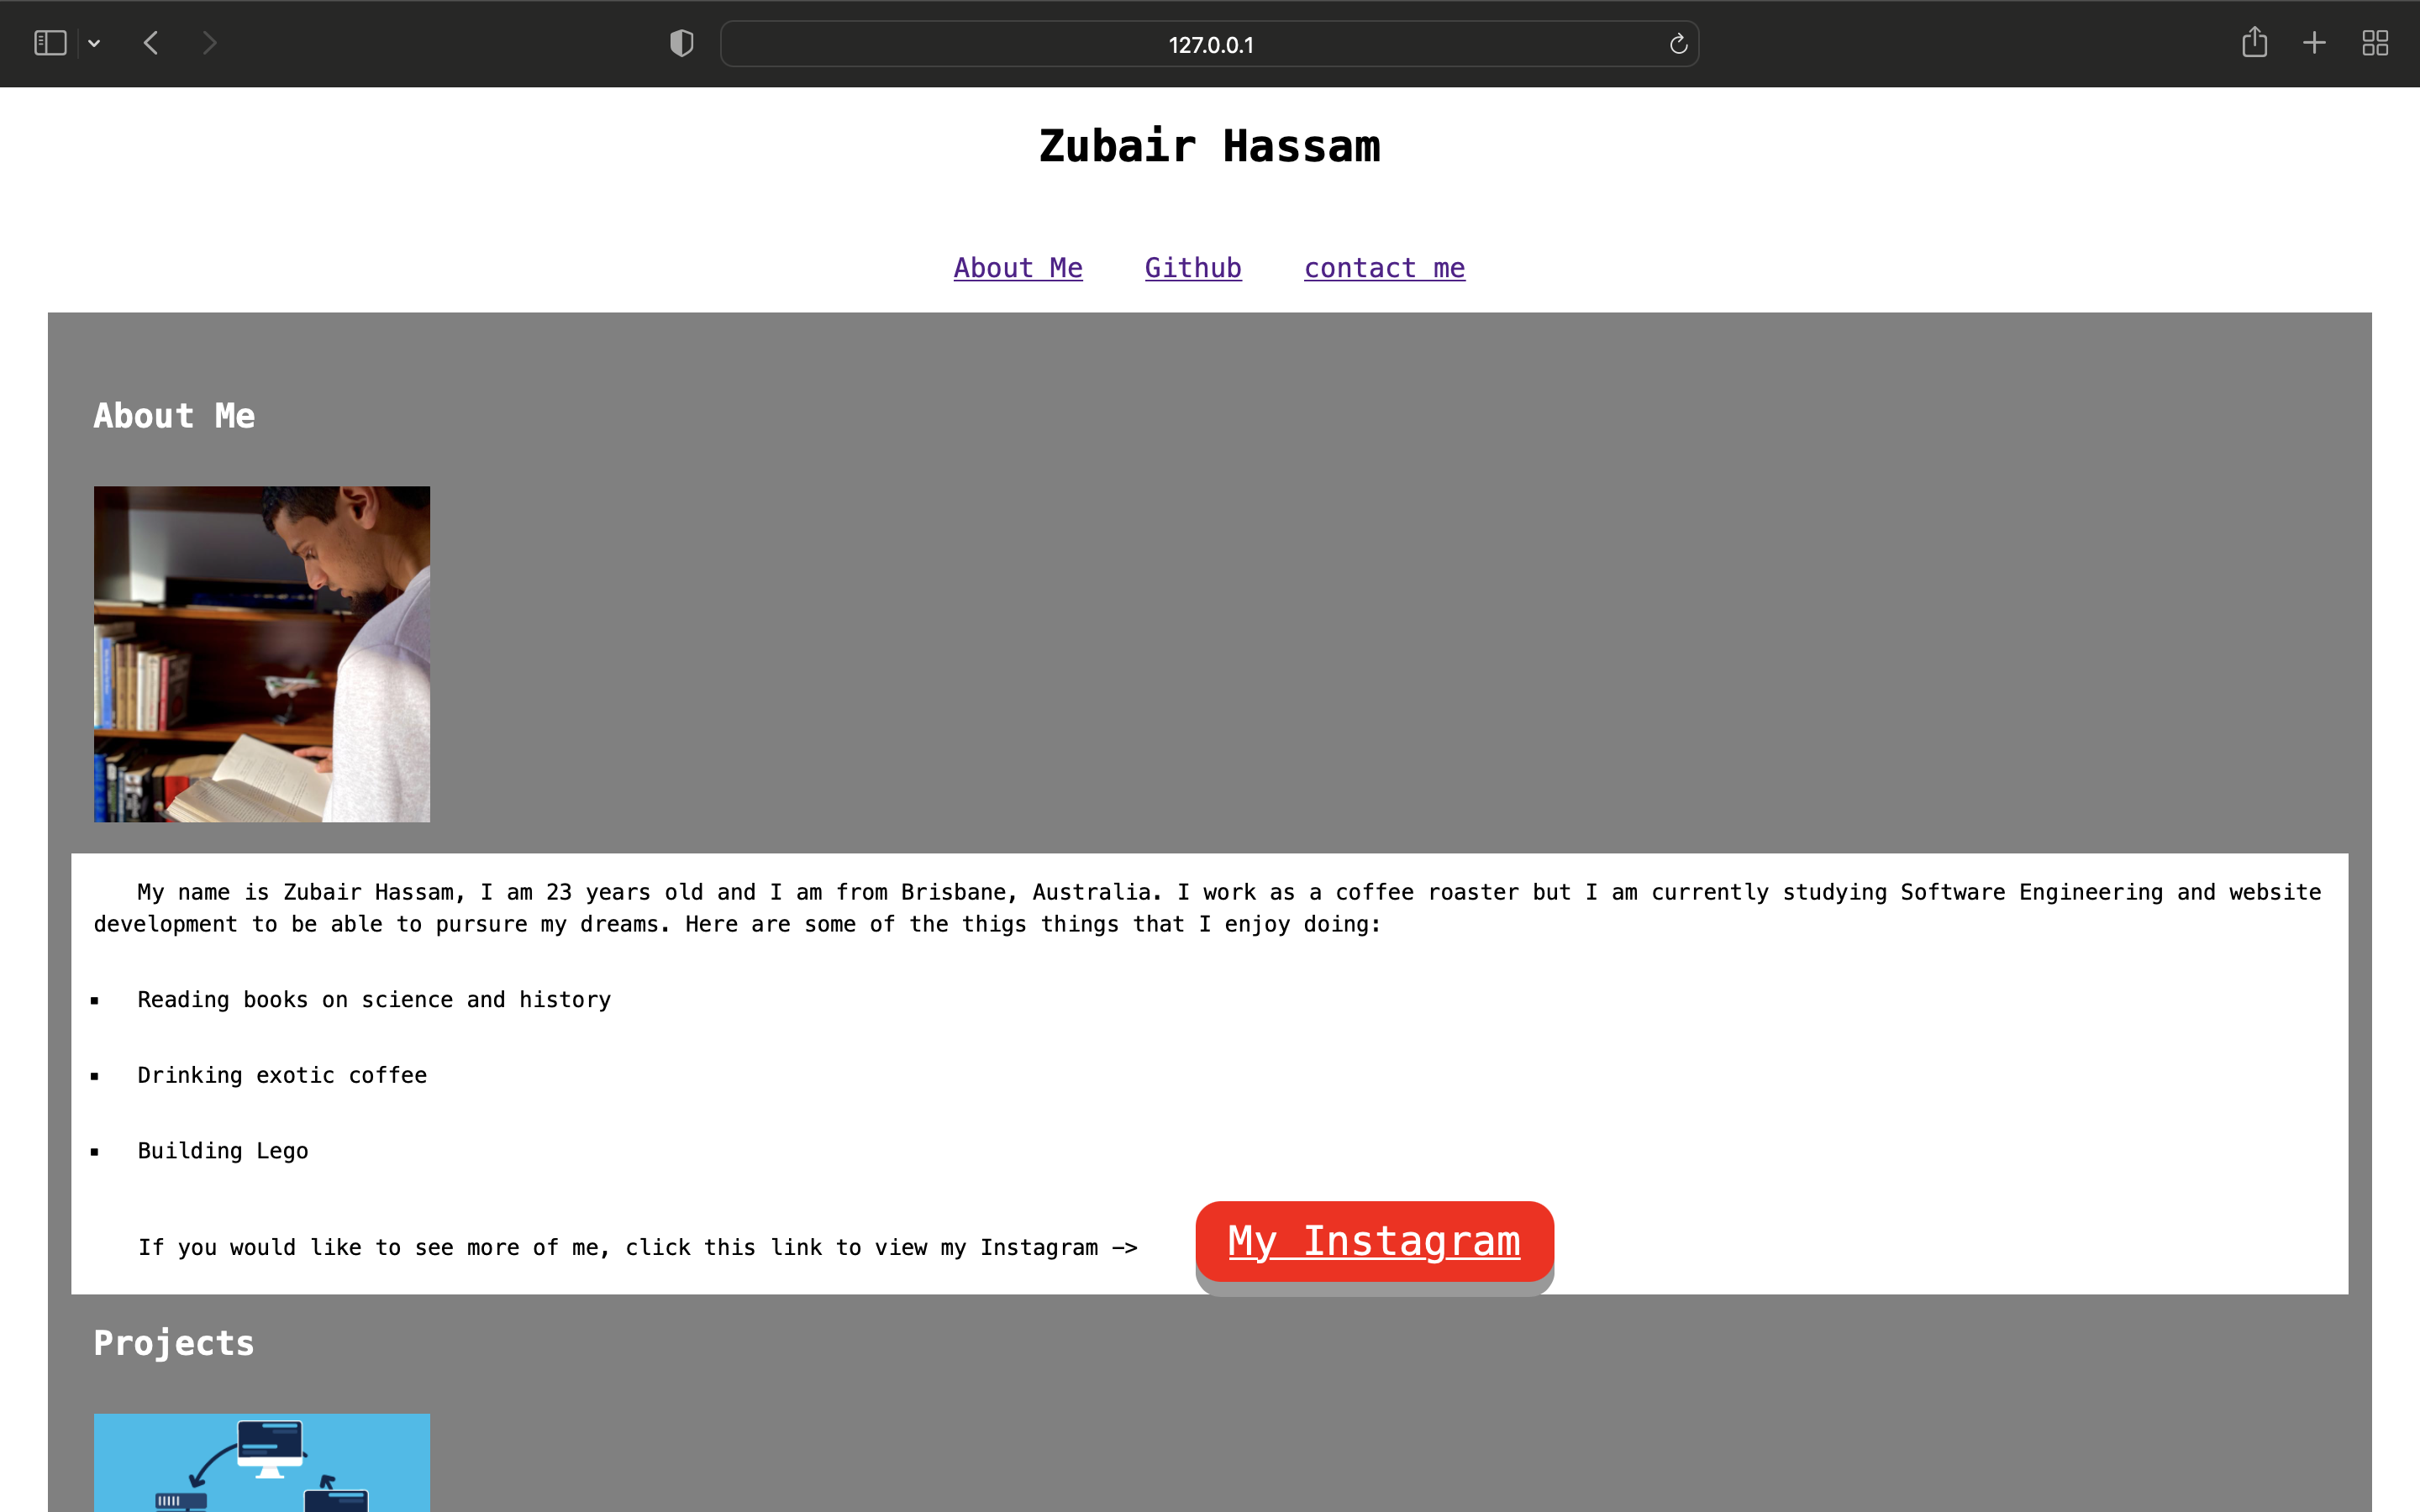 127.0.0.1
Zubair Hassam
About Me Github contact me
About Me
My name is Zubair Hassam, I am 23 years old and I am from Brisbane, Australia. I work as a coffee roaster but I am currently studying Software Engineering and website
development to be able to pursure my dreams. Here are some of the thigs things that I enjoy doing:
▪ Reading books on science and history
▪ Drinking exotic coffee
▪ Building Lego
If you would like to see more of me, click this link to view my Instagram —> My Instagram
Projects